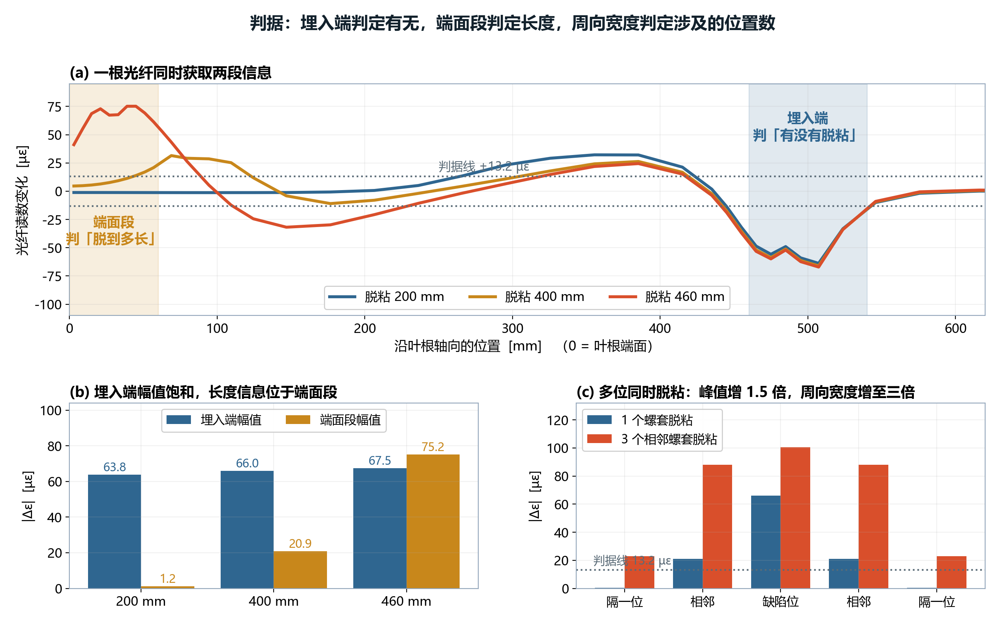 判据：埋入端判定有无，端面段判定长度，周向宽度判定涉及的位置数
(a) 一根光纤同时获取两段信息
光纤读数变化 [με]
75
50
25
0
-25
-50
-75
-100
埋入端
判「有没有脱粘」
判据线 +13.2 με
端面段
判「脱到多长」
脱粘 200 mm
脱粘 400 mm
脱粘 460 mm
0
100
200
300
400
500
600
沿叶根轴向的位置 [mm] （0 = 叶根端面）
(b) 埋入端幅值饱和，长度信息位于端面段
|Δε| [με]
100
80
60
40
20
0
埋入端幅值
端面段幅值
63.8
1.2
66.0
20.9
67.5
75.2
200 mm
400 mm
460 mm
(c) 多位同时脱粘：峰值增 1.5 倍，周向宽度增至三倍
|Δε| [με]
120
100
80
60
40
20
0
1 个螺套脱粘
3 个相邻螺套脱粘
判据线 13.2 με
隔一位
相邻
缺陷位
相邻
隔一位